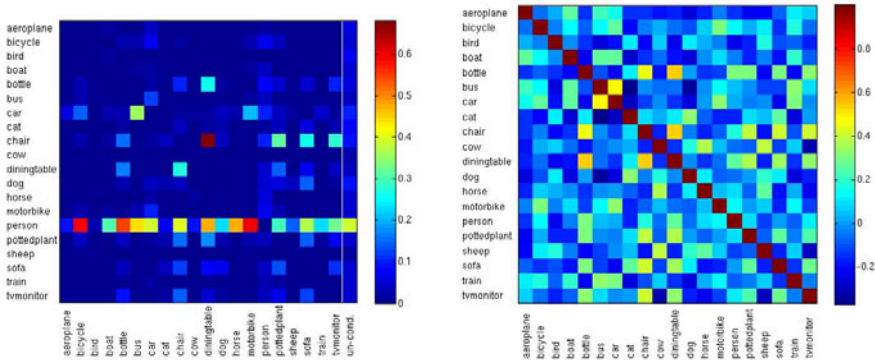 aeroplane
bicycle
bird
boat
bottle
bus
car
cat
chair
cow
diningtable
dog
horse
motorbike
person
pottedplant
sheep
sofa
train
tvmonitor
aeroplane
bicycle
bird
boat
bottle
bus
car
cat
chair
cow
diningtable
dog
horse
motorbike
person
pottedplant
sheep
sofa
train
tvmonitor
un-cond.
0.6
0.5
0.4
0.3
0.2
0.1
0
aeroplane
bicycle
bird
boat
bottle
bus
car
cat
chair
cow
diningtable
dog
horse
motorbike
person
pottedplant
sheep
sofa
train
tvmonitor
aeroplane
bicycle
bird
boat
bottle
bus
car
cat
chair
cow
diningtable
dog
horse
motorbike
person
pottedplant
sheep
sofa
train
tvmonitor
0.8
0.6
0.4
0.2
0
-0.2